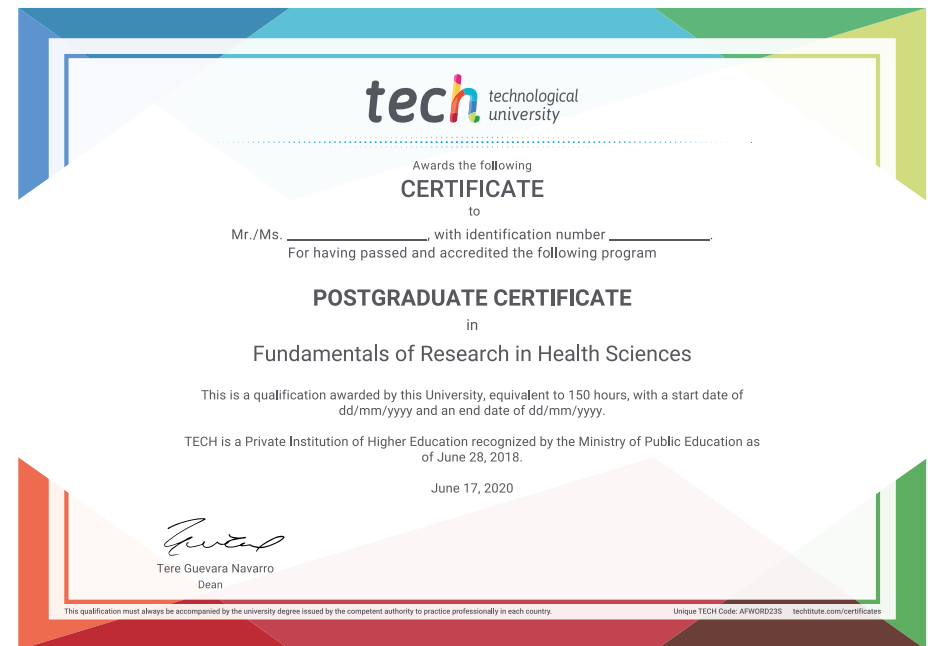 tech technological
university
Awards the following
CERTIFICATE
to
Mr./Ms. ____________, with identification number ____________.
For having passed and accredited the following program
POSTGRADUATE CERTIFICATE
in
Fundamentals of Research in Health Sciences
This is a qualification awarded by this University, equivalent to 150 hours, with a start date of
dd/mm/yyyy and an end date of dd/mm/yyyy.
TECH is a Private Institution of Higher Education recognized by the Ministry of Public Education as
of June 28, 2018.
June 17, 2020
Tere Guevara Navarro
Dean
This qualification must always be accompanied by the university degree issued by the competent authority to practice professionally in each country.
Unique TECH Code: AFWORD23S techtitute.com/certificates